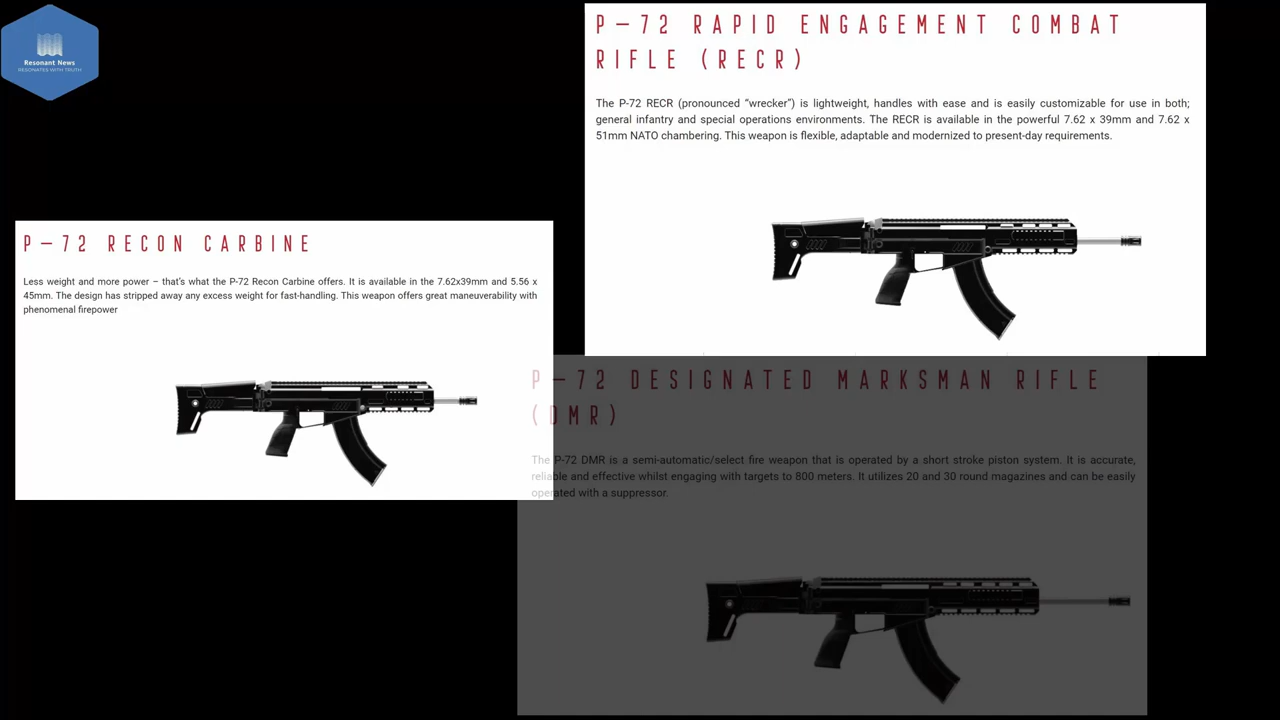 Resonant News
RESONATES WITH TRUTH
P-72 RAPID ENGAGEMENT COMBAT
RIFLE (RECR)
The P-72 RECR (pronounced “wrecker”) is lightweight, handles with ease and is easily customizable for use in both;
general infantry and special operations environments. The RECR is available in the powerful 7.62 x 39mm and 7.62 x
51mm NATO chambering. This weapon is flexible, adaptable and modernized to present-day requirements.
P-72 RECON CARBINE
Less weight and more power – that’s what the P-72 Recon Carbine offers. It is available in the 7.62x39mm and 5.56 x
45mm. The design has stripped away any excess weight for fast-handling. This weapon offers great maneuverability with
phenomenal firepower
P-72 DESIGNATED MARKSMAN RIFLE
(DMR)
The P-72 DMR is a semi-automatic/select fire weapon that is operated by a short stroke piston system. It is accurate,
reliable and effective whilst engaging with targets to 800 meters. It utilizes 20 and 30 round magazines and can be easily
operated with a suppressor.